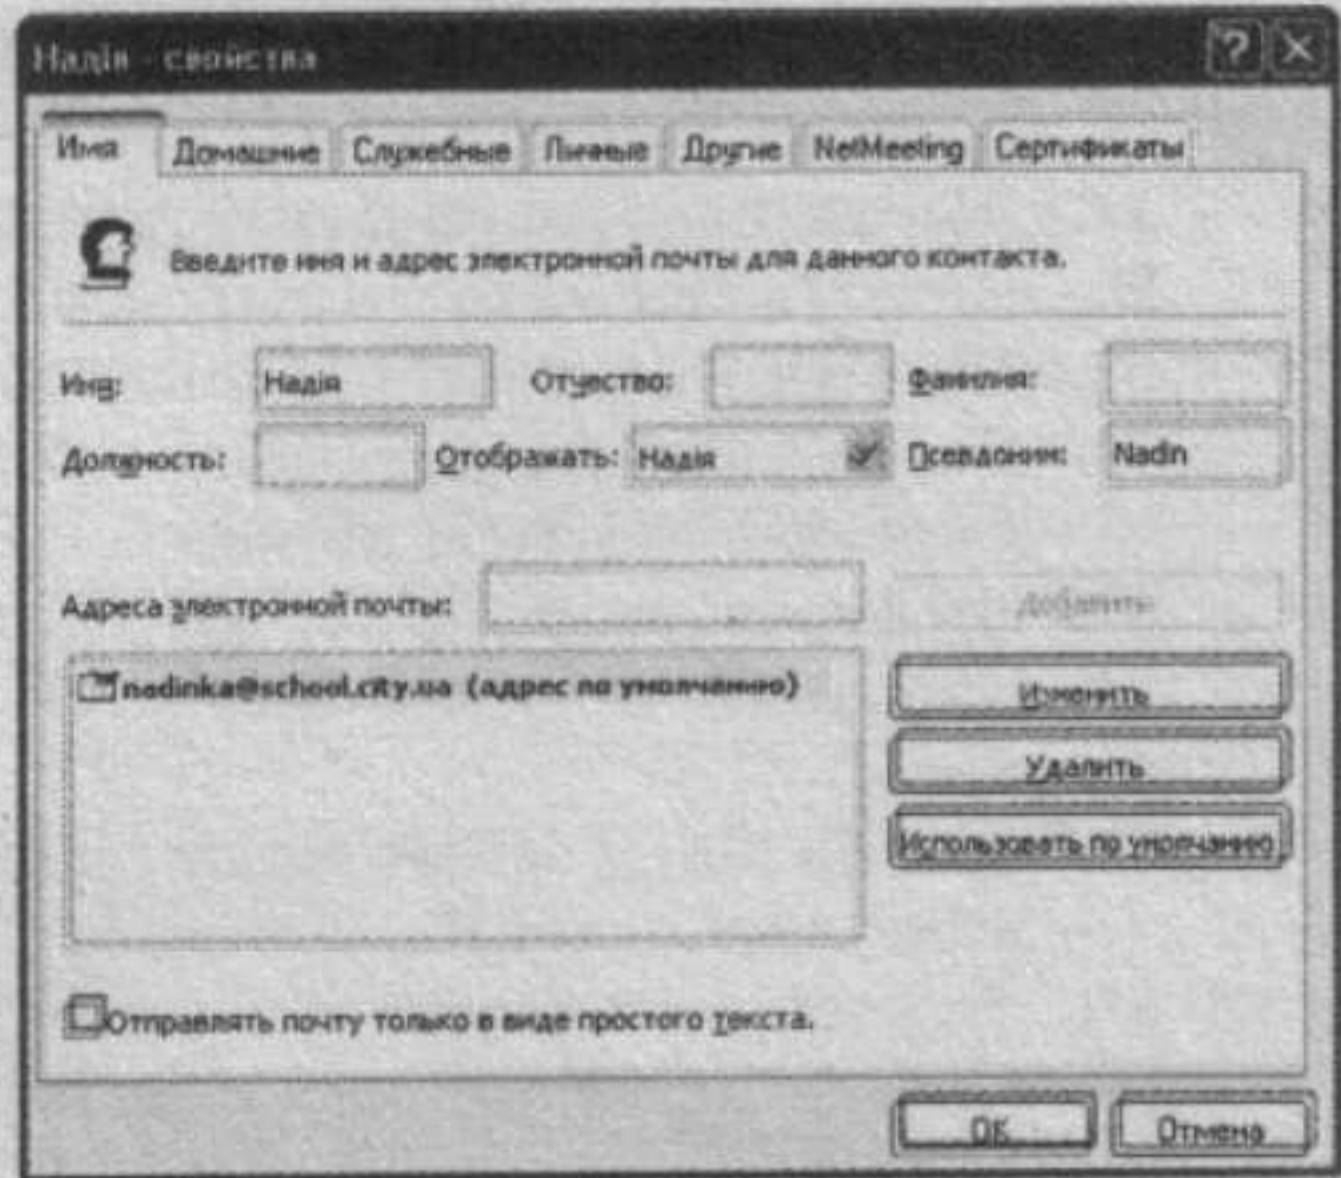 Надія - свойства
Имя Домашние Служебные Личные Другие NetMeeting Сертификаты
Введите имя и адрес электронной почты для данного контакта.
Имя: Надія Отчество: Фамилия:
Должность: Отображать: Надія Псевдоним: Nadin
Адреса электронной почты: Добавить
nadinka@school.city.ua (адрес по умолчанию)
Изменить
Удалить
Использовать по умолчанию
Отправлять почту только в виде простого текста.
ОК Отмена